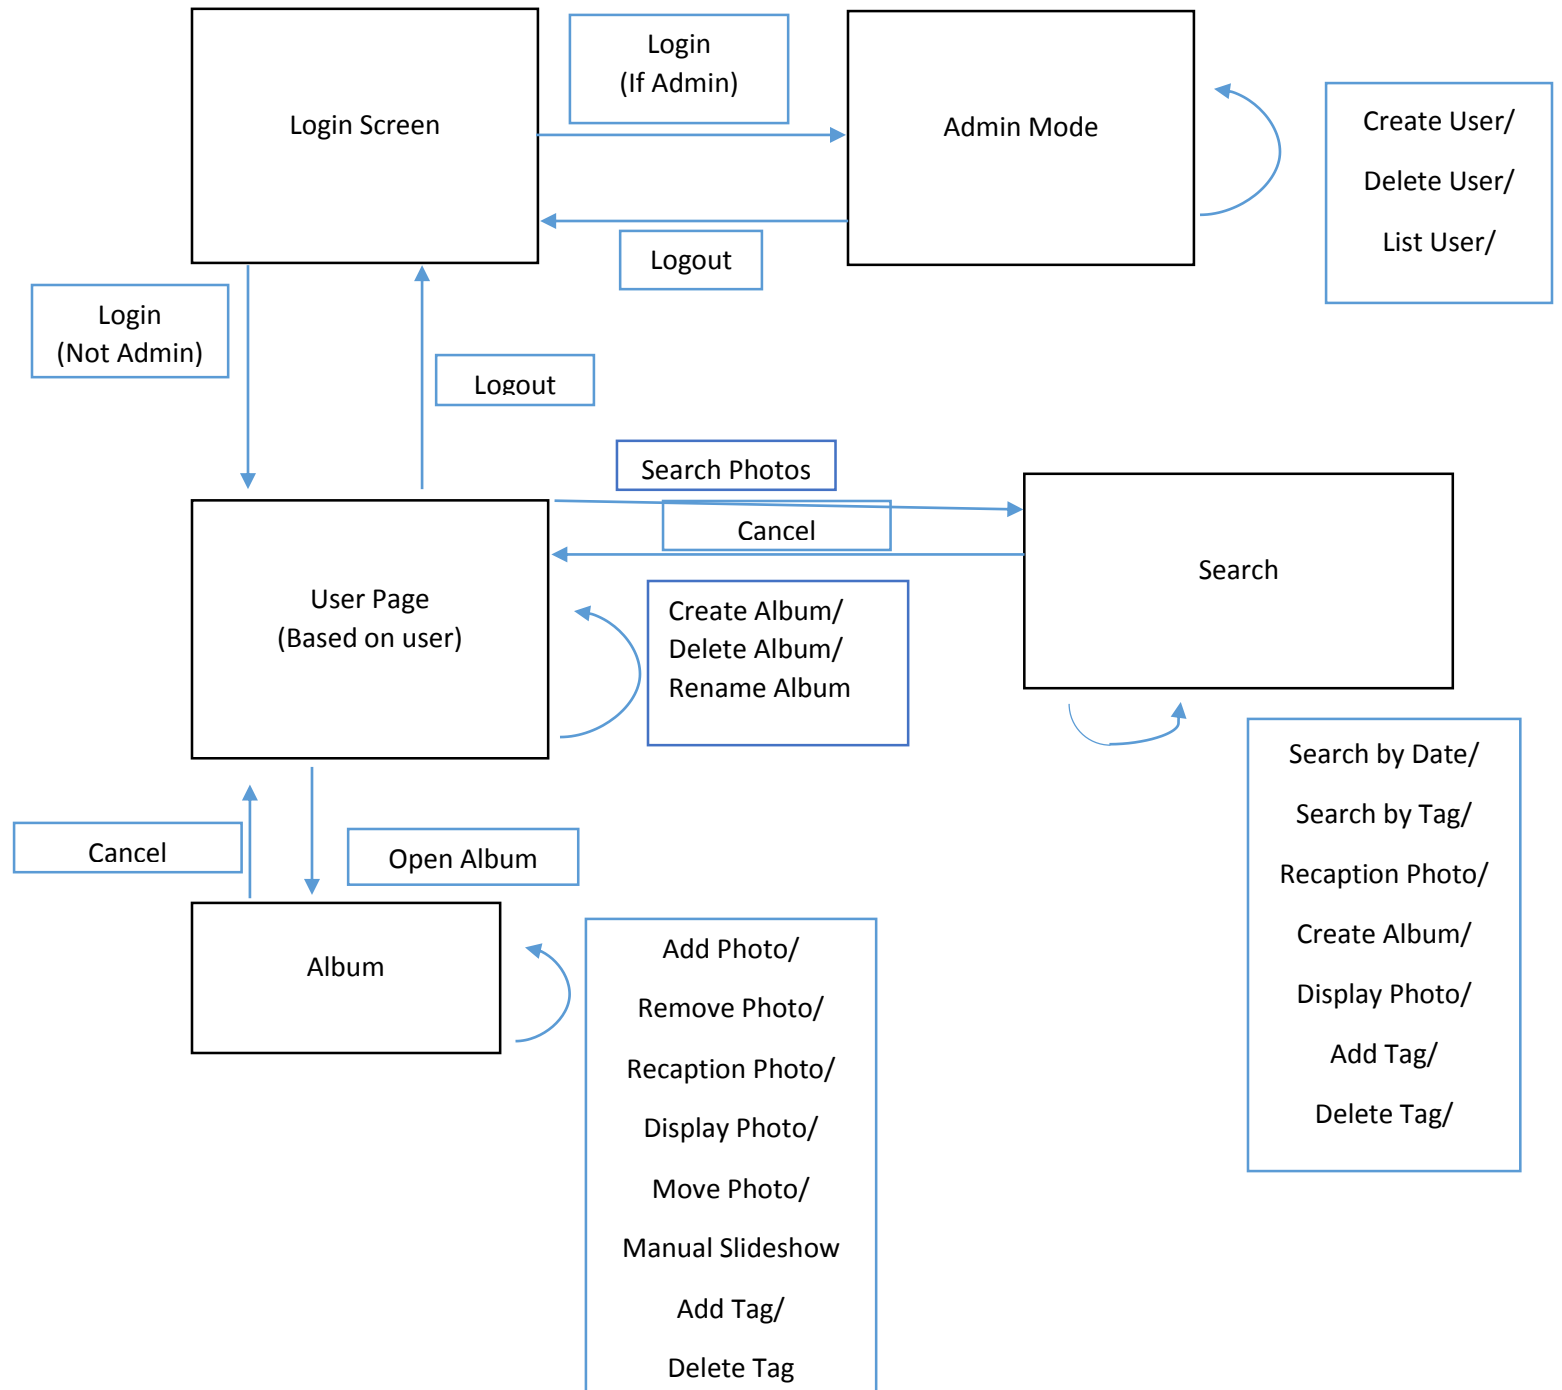 Login Screen
Login
(If Admin)
Admin Mode
Create User/
Delete User/
List User/
Logout
Login
(Not Admin)
Logout
Search Photos
Cancel
Search
User Page
(Based on user)
Create Album/
Delete Album/
Rename Album
Cancel
Open Album
Search by Date/
Search by Tag/
Recaption Photo/
Create Album/
Display Photo/
Add Tag/
Delete Tag/
Album
Add Photo/
Remove Photo/
Recaption Photo/
Display Photo/
Move Photo/
Manual Slideshow
Add Tag/
Delete Tag